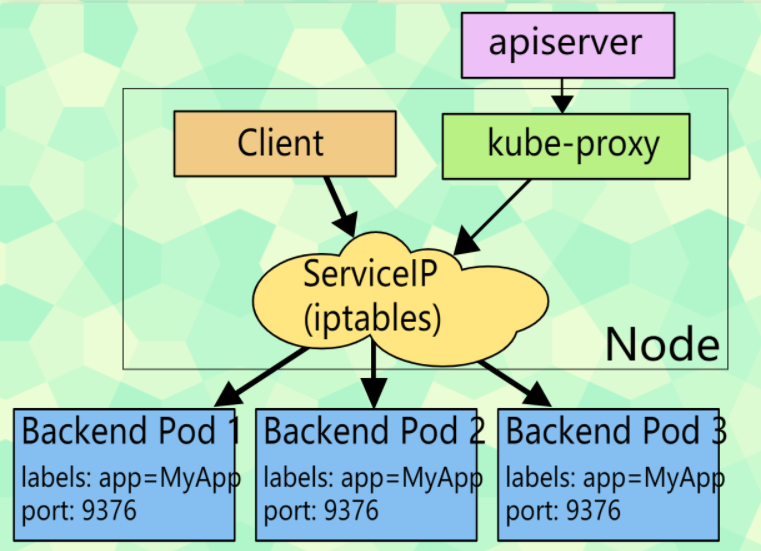 apiserver
Client
kube-proxy
ServiceIP
(iptables)
Node
Backend Pod 1
labels: app=MyApp
port: 9376
Backend Pod 2
labels: app=MyApp
port: 9376
Backend Pod 3
labels: app=MyApp
port: 9376